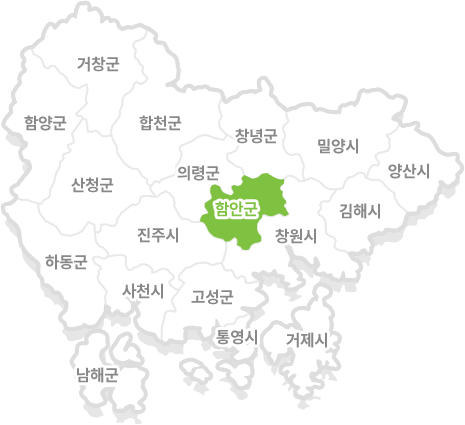 거창군
함양군
합천군
창녕군
밀양시
양산시
의령군
산청군
함안군
김해시
진주시
창원시
하동군
사천시
고성군
통영시
거제시
남해군